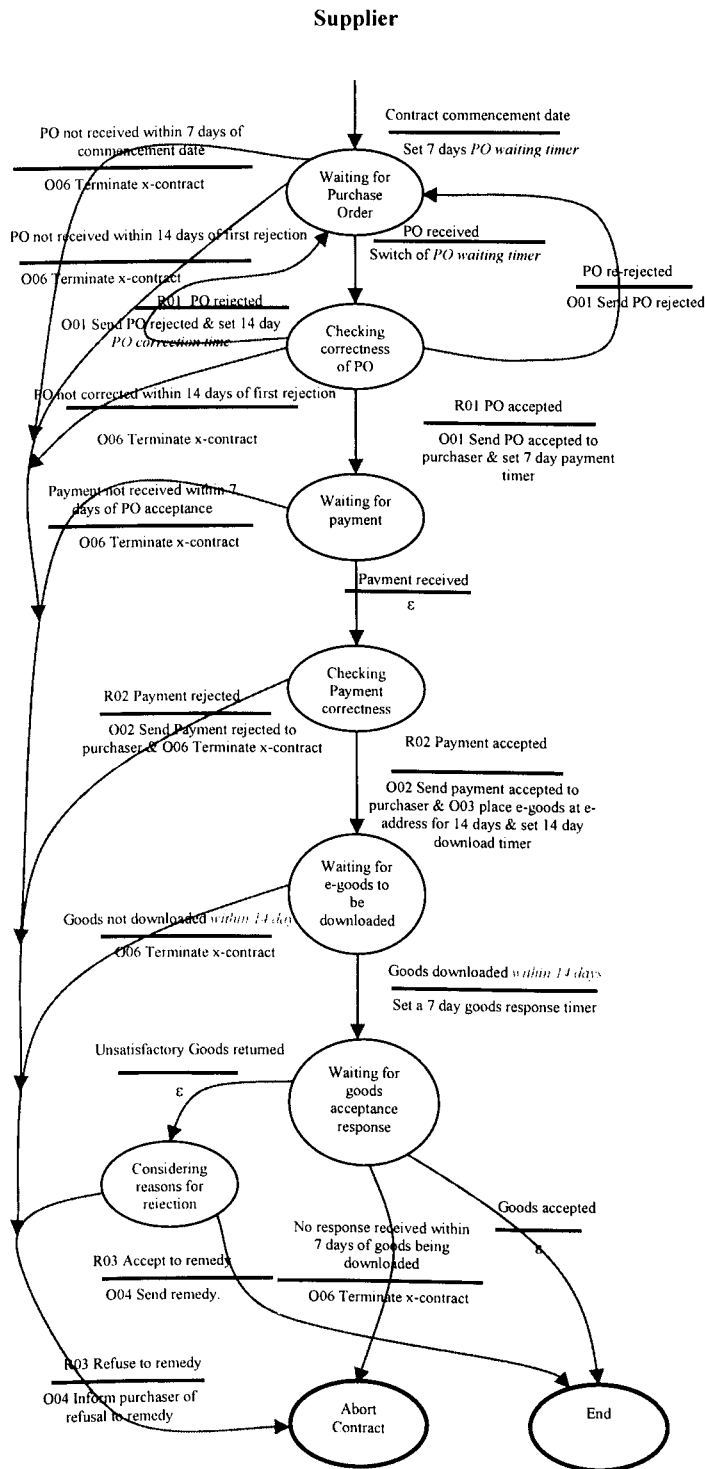 Supplier
Contract commencement date
Set 7 days PO waiting timer
PO not received within 7 days of
commencement date
O06 Terminate x-contract
Waiting for
Purchase
Order
PO not received within 14 days of first rejection
O06 Terminate x-contract
PO received
Switch of PO waiting timer
PO re-rejected
O01 Send PO rejected
R01 PO rejected
O01 Send PO rejected & set 14 day
PO correction time
Checking
correctness
of PO
PO not corrected within 14 days of first rejection
O06 Terminate x-contract
R01 PO accepted
O01 Send PO accepted to
purchaser & set 7 day payment
timer
Payment not received within 7
days of PO acceptance
O06 Terminate x-contract
Waiting for
payment
Payment received
ε
Checking
Payment
correctness
R02 Payment rejected
O02 Send Payment rejected to
purchaser & O06 Terminate x-contract
R02 Payment accepted
O02 Send payment accepted to
purchaser & O03 place e-goods at e-
address for 14 days & set 14 day
download timer
Waiting for
e-goods to
be
downloaded
Goods not downloaded within 14 day
O06 Terminate x-contract
Goods downloaded within 14 days
Set a 7 day goods response timer
Unsatisfactory Goods returned
ε
Waiting for
goods
acceptance
response
Considering
reasons for
rejection
Goods accepted
ε
No response received within
7 days of goods being
downloaded
O06 Terminate x-contract
R03 Accept to remedy
O04 Send remedy.
R03 Refuse to remedy
O04 Inform purchaser of
refusal to remedy
Abort
Contract
End